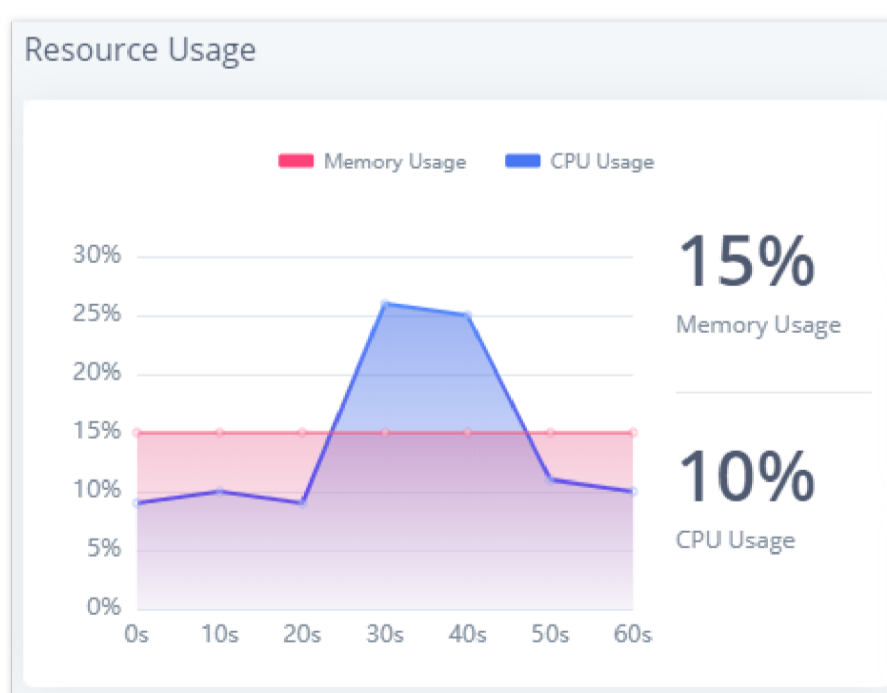 Resource Usage
Memory Usage CPU Usage
30%
25%
20%
15%
10%
5%
0%
0s 10s 20s 30s 40s 50s 60s
15%
Memory Usage
10%
CPU Usage